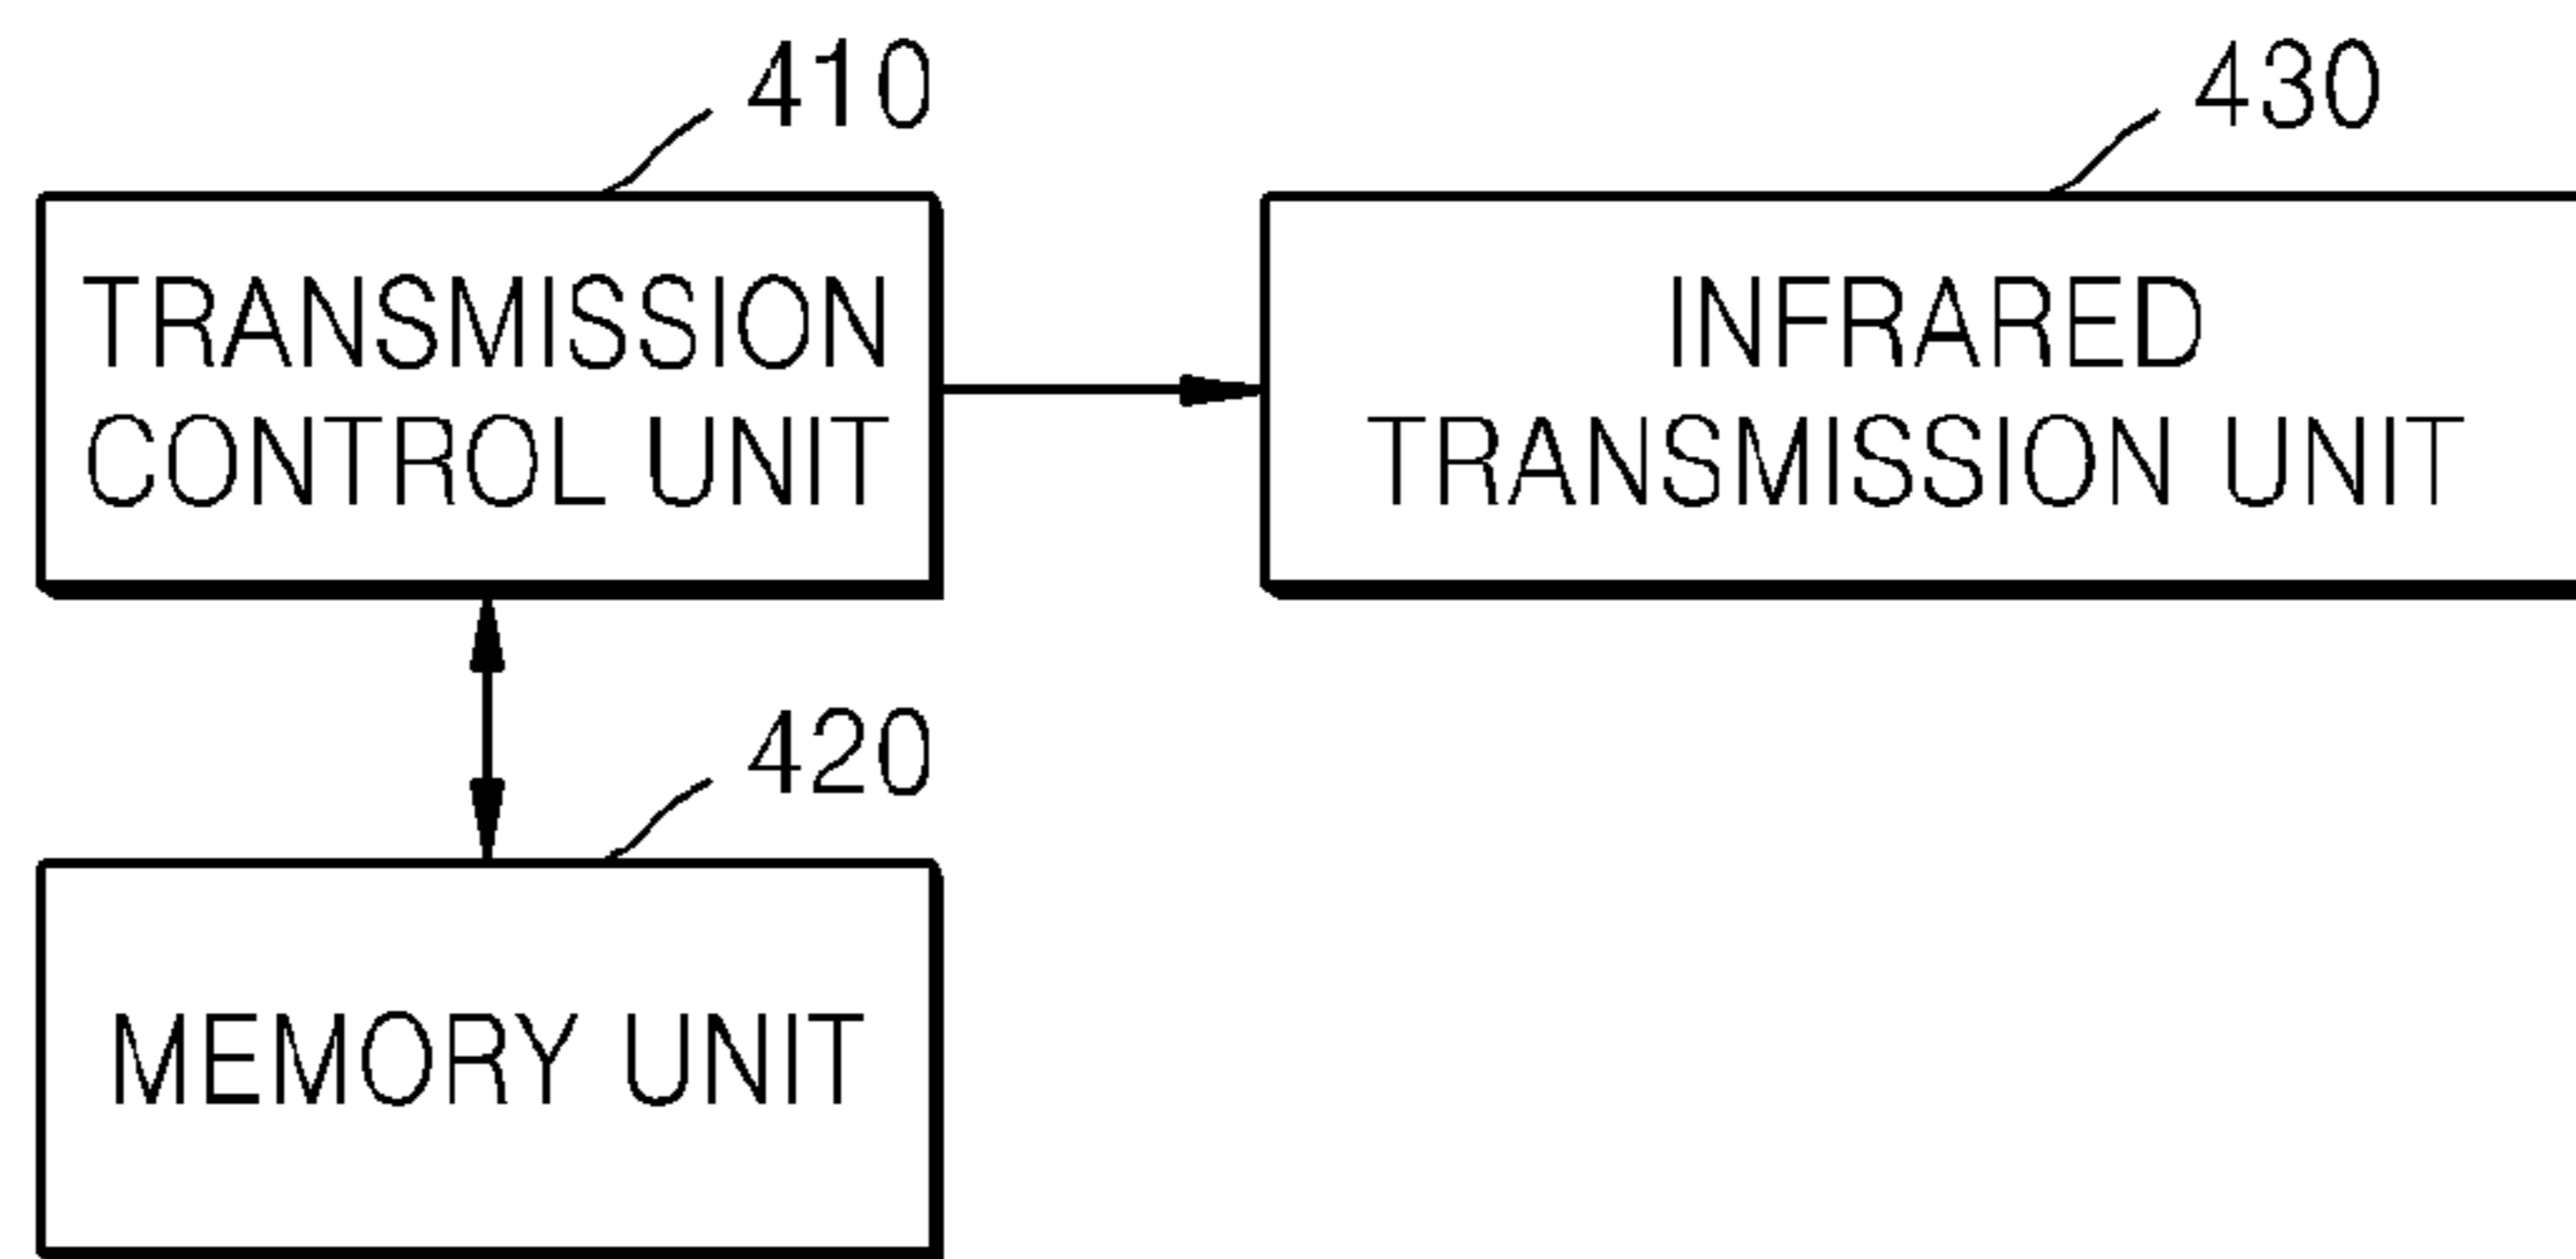 410
430
TRANSMISSION
CONTROL UNIT
INFRARED
TRANSMISSION UNIT
420
MEMORY UNIT